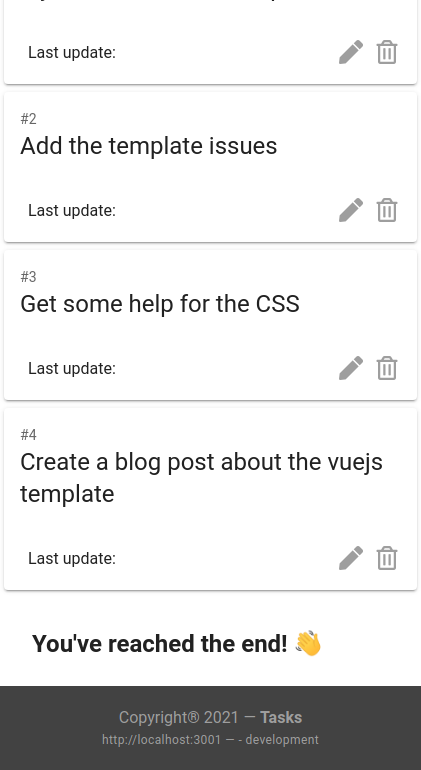 Last update:
#2
Add the template issues
Last update:
#3
Get some help for the CSS
Last update:
#4
Create a blog post about the vuejs
template
Last update:
You've reached the end! 👋
Copyright® 2021 — Tasks
http://localhost:3001 — - development